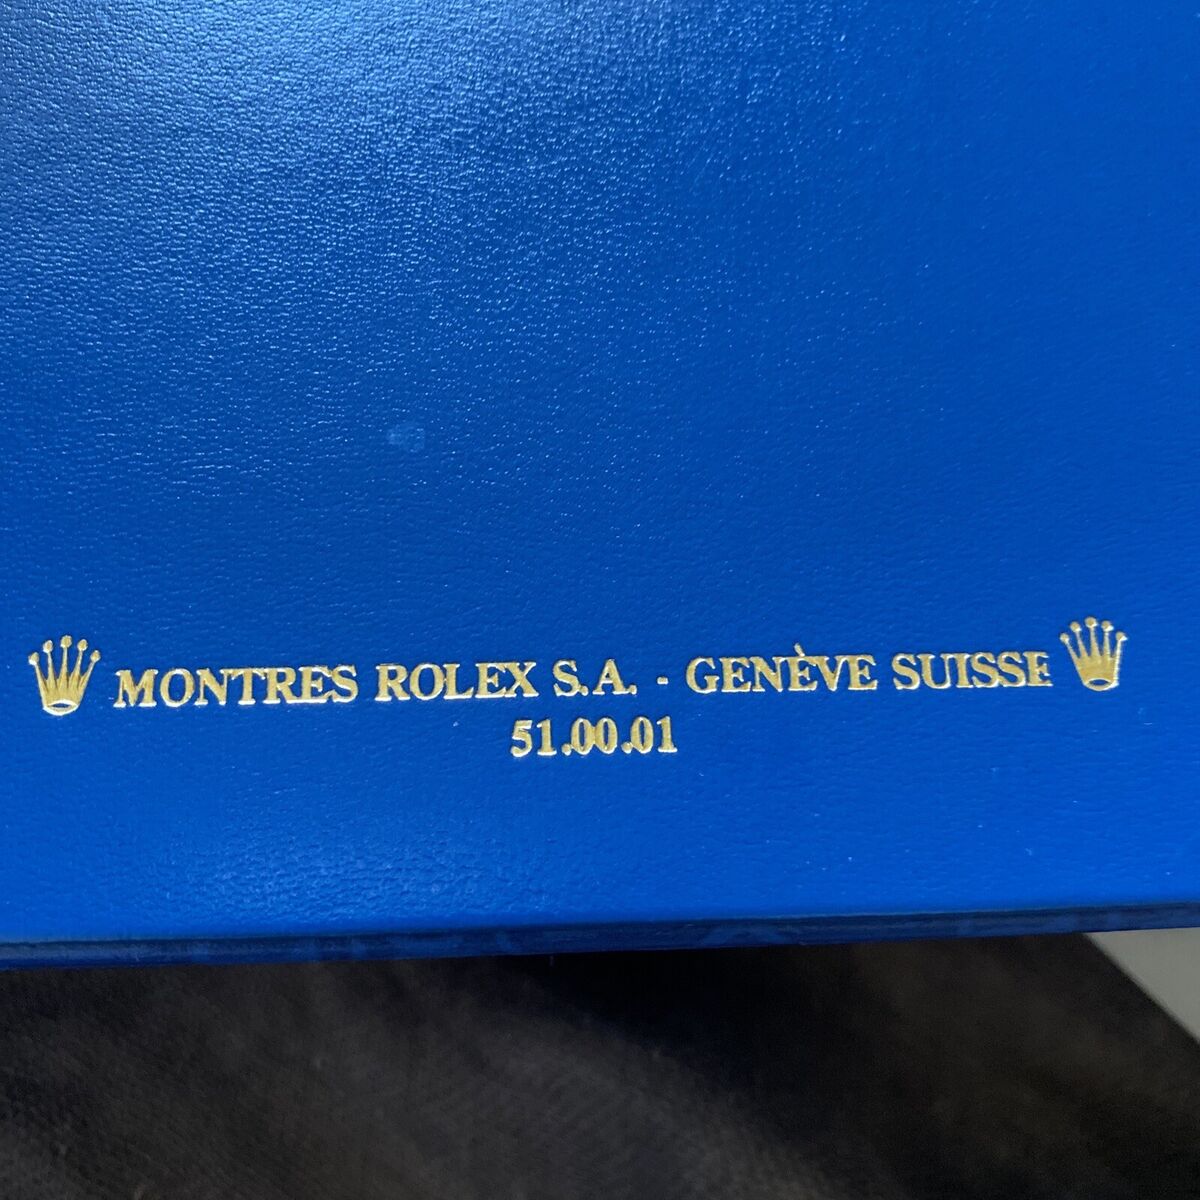 MONTRES ROLEX S.A. - GENÈVE SUISSE
51.00.01